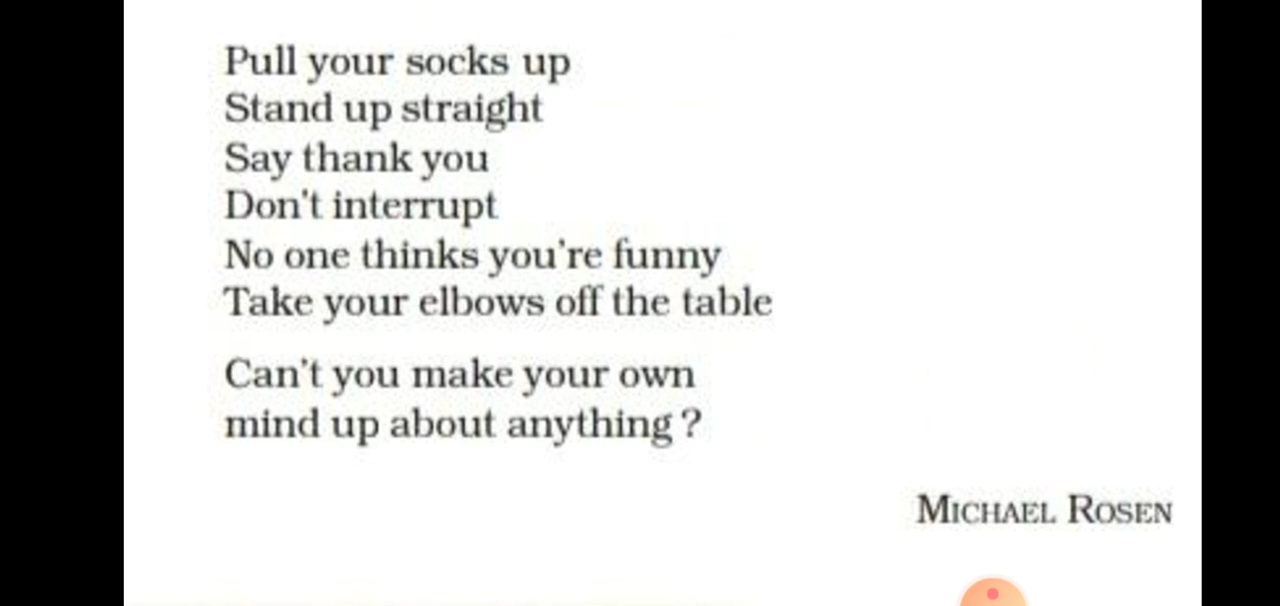 Pull your socks up
Stand up straight
Say thank you
Don't interrupt
No one thinks you're funny
Take your elbows off the table
Can't you make your own
mind up about anything ?
MICHAEL ROSEN